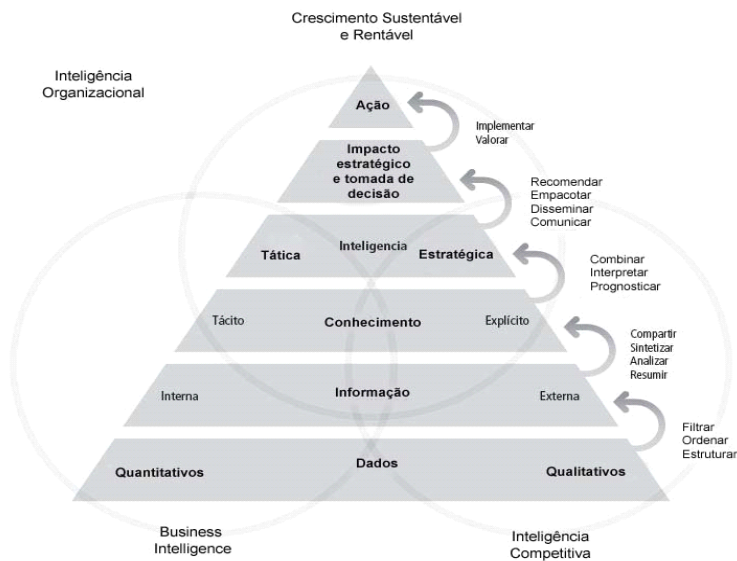 Crescimento Sustentável
e Rentável
Inteligência
Organizacional
Ação
Implementar
Valorar
Impacto
estratégico
e tomada de
decisão
Recomendar
Empacotar
Disseminar
Comunicar
Tática
Inteligencia
Estratégica
Combinar
Interpretar
Prognosticar
Tácito
Conhecimento
Explícito
Compartir
Sintetizar
Analizar
Resumir
Interna
Informação
Externa
Filtrar
Ordenar
Estruturar
Quantitativos
Dados
Qualitativos
Business
Intelligence
Inteligência
Competitiva